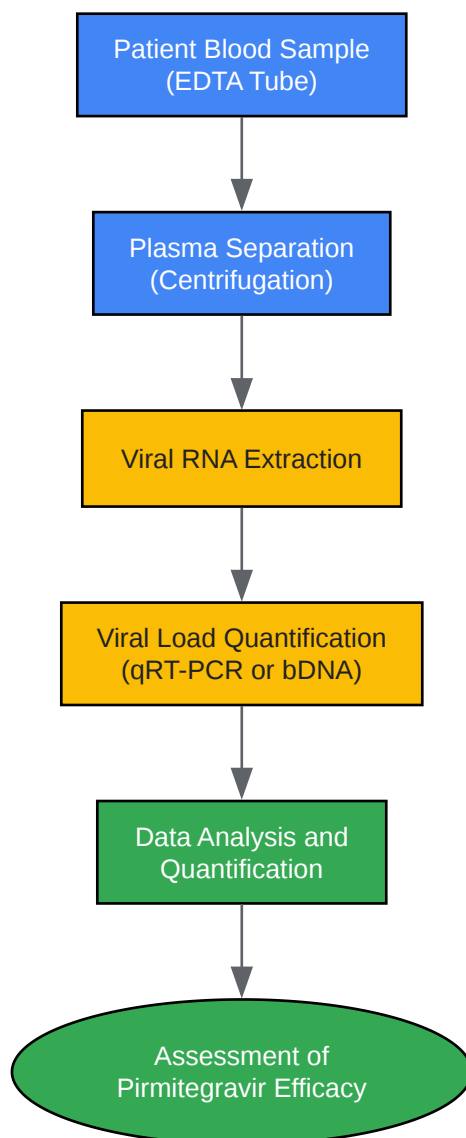 Patient Blood Sample
(EDTA Tube)
Plasma Separation
(Centrifugation)
Viral RNA Extraction
Viral Load Quantification
(qRT-PCR or bDNA)
Data Analysis and
Quantification
Assessment of
Pirmitegravir Efficacy